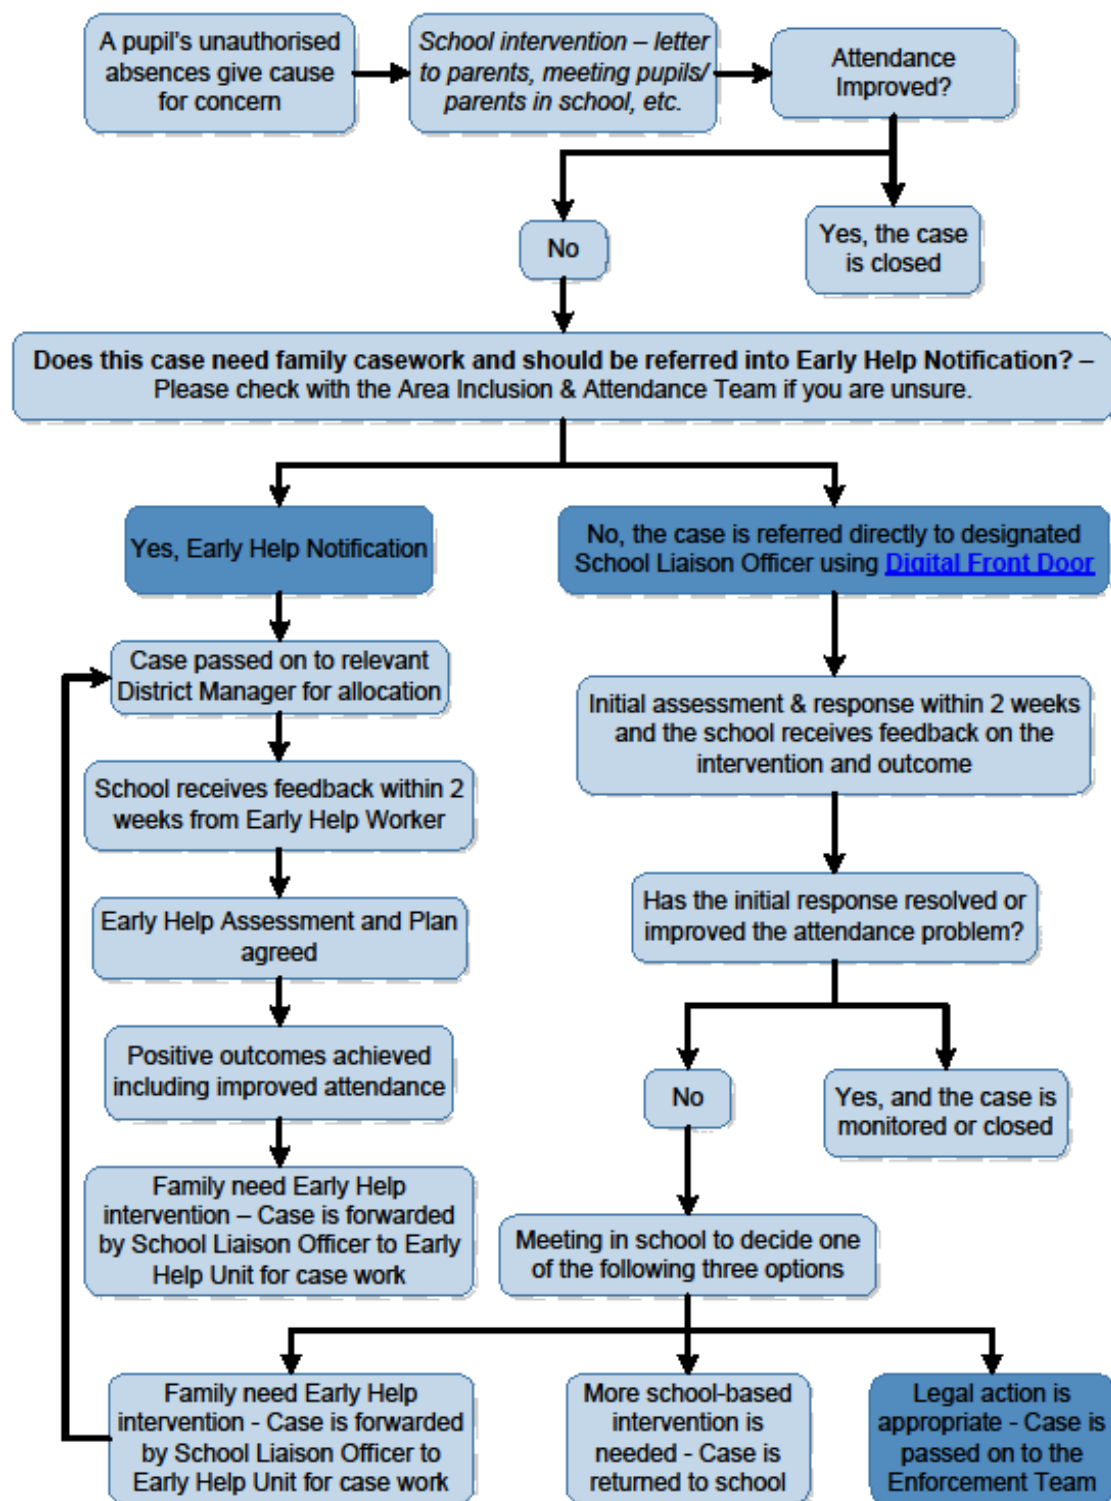 A pupil's unauthorised
absences give cause
for concern
School intervention – letter
to parents, meeting pupils/
parents in school, etc.
Attendance
Improved?
No
Yes, the case
is closed
Does this case need family casework and should be referred into Early Help Notification? –
Please check with the Area Inclusion & Attendance Team if you are unsure.
Yes, Early Help Notification
No, the case is referred directly to designated
School Liaison Officer using Digital Front Door
Case passed on to relevant
District Manager for allocation
Initial assessment & response within 2 weeks
and the school receives feedback on the
intervention and outcome
School receives feedback within 2
weeks from Early Help Worker
Has the initial response resolved or
improved the attendance problem?
Early Help Assessment and Plan
agreed
Positive outcomes achieved
including improved attendance
No
Yes, and the case is
monitored or closed
Family need Early Help
intervention – Case is forwarded
by School Liaison Officer to Early
Help Unit for case work
Meeting in school to decide one
of the following three options
Family need Early Help
intervention - Case is forwarded
by School Liaison Officer to
Early Help Unit for case work
More school-based
intervention is
needed - Case is
returned to school
Legal action is
appropriate - Case is
passed on to the
Enforcement Team